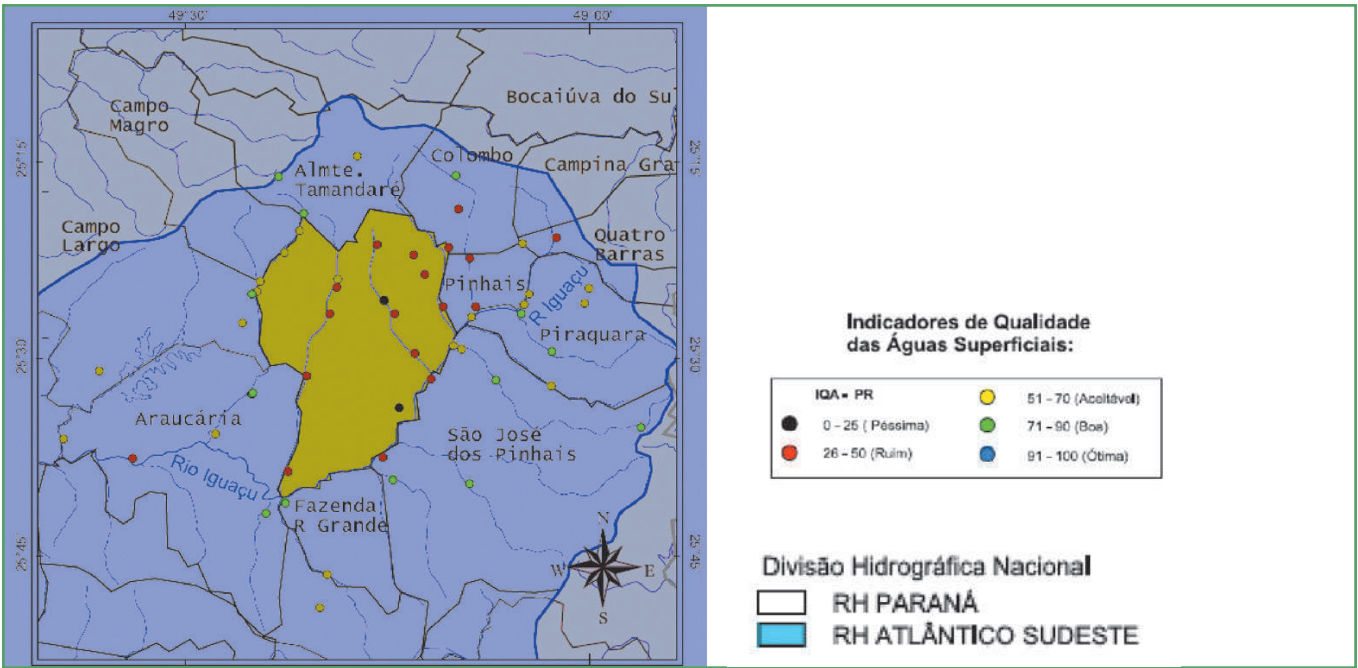 49°30'
49°00'
Bocaiúva do Su
Campo
Magro
25°15'
25°15'
Colombo
Campina Gra
Almte.
Tamandaré
Campo
Largo
Quatro
Barras
Pinhais
R Iguaçu
Piraquara
25°30
25°30
Araucária
São José
dos Pinhais
Rio Iguaçu
Fazenda
R Grande
25°45
25°45
N
W
E
S
Indicadores de Qualidade
das Águas Superficiais:
IQA - PR
0 - 25 ( Péssima)
26 - 50 (Ruim)
51 - 70 (Acoitávol)
71 - 90 (Boa)
91 - 100 (Ótima)
Divisão Hidrográfica Nacional
RH PARANÁ
RH ATLÂNTICO SUDESTE